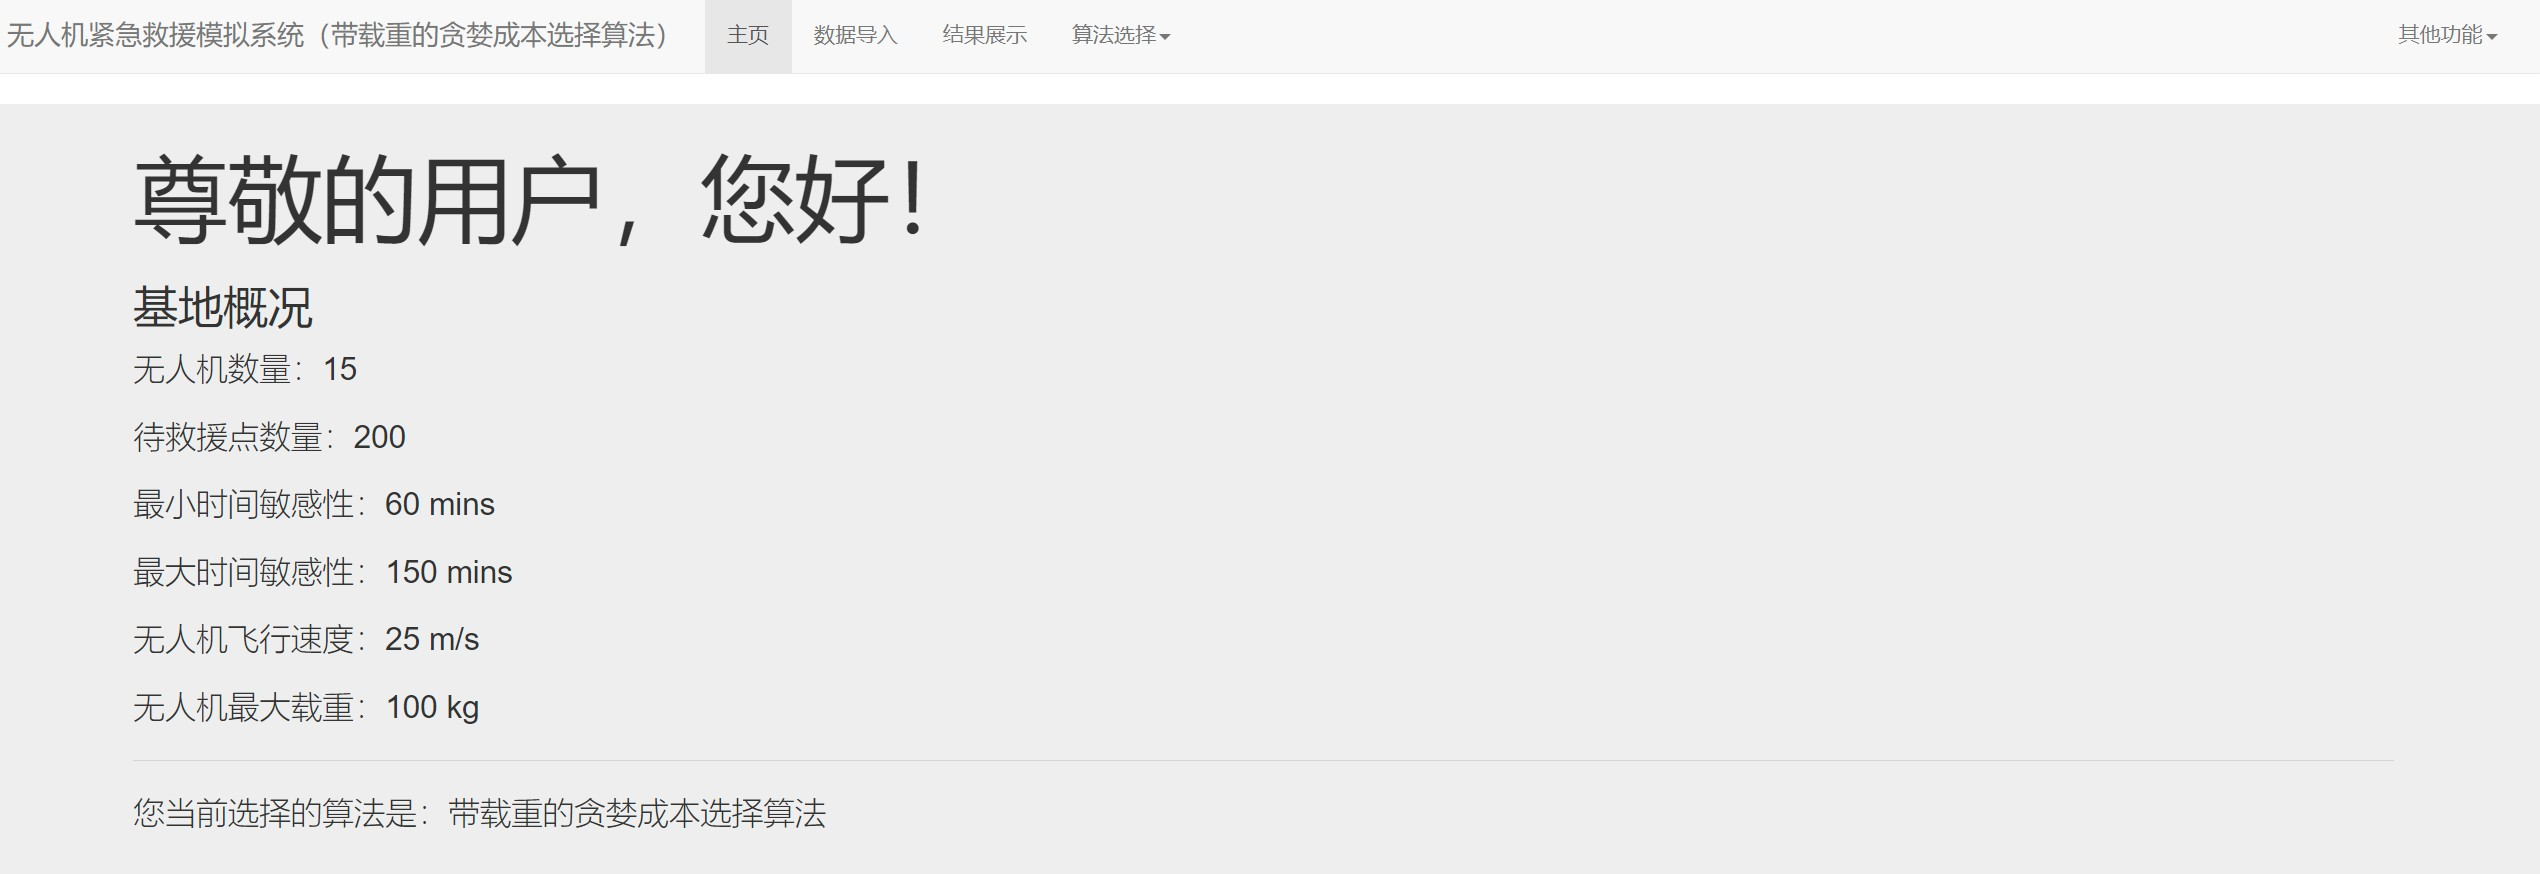 无人机紧急救援模拟系统（带载重的贪婪成本选择算法） 主页 数据导入 结果展示 算法选择 其他功能
尊敬的用户，您好！
基地概况
无人机数量：15
待救援点数量：200
最小时间敏感性：60 mins
最大时间敏感性：150 mins
无人机飞行速度：25 m/s
无人机最大载重：100 kg
您当前选择的算法是：带载重的贪婪成本选择算法